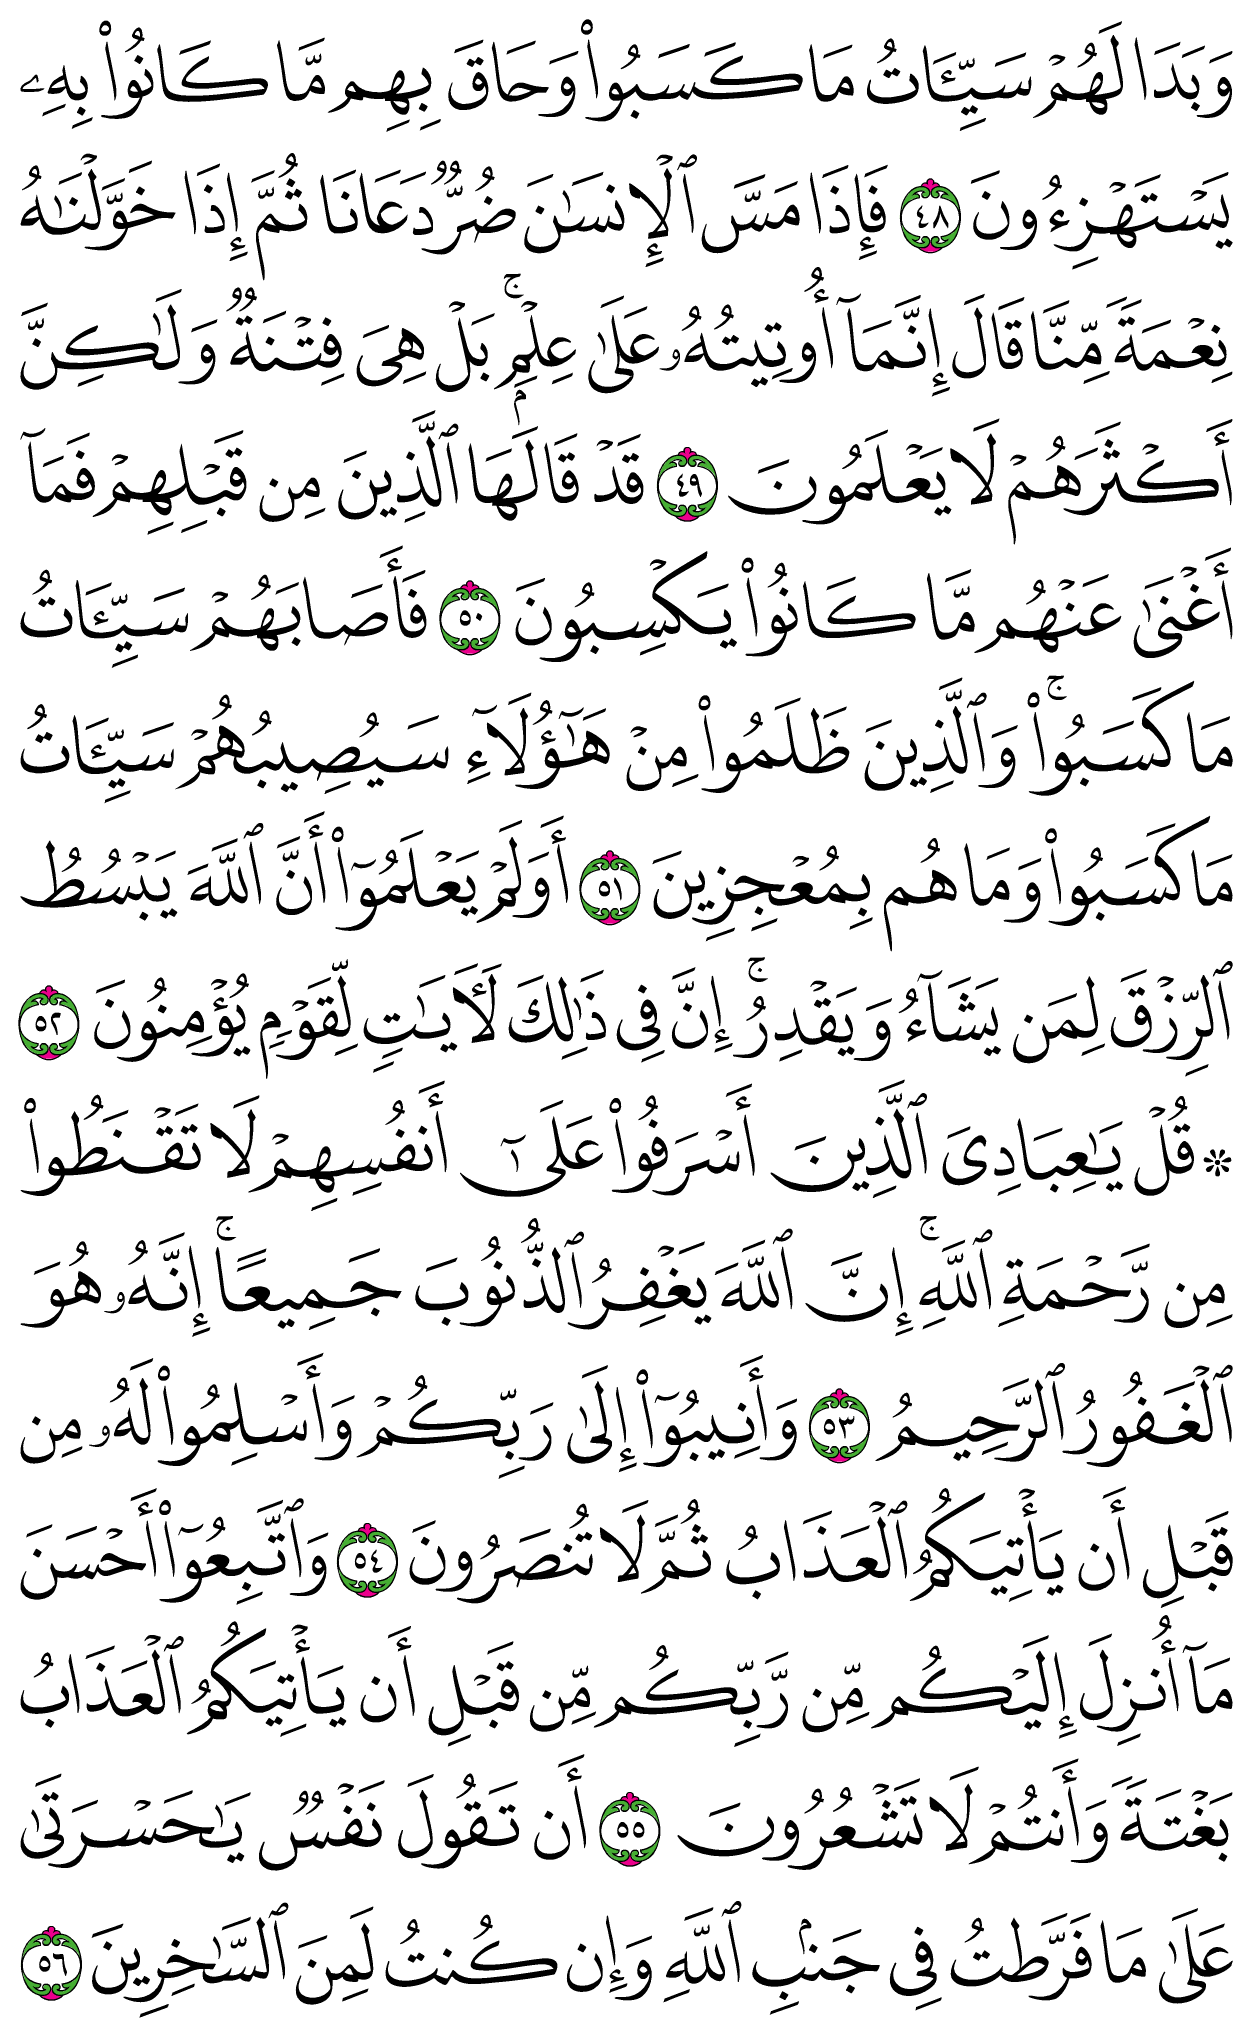 وَبَدَا لَهُمْ سَيِّـَٔاتُ مَا كَسَبُوا۟ وَحَاقَ بِهِم مَّا كَانُوا۟ بِهِۦ
يَسْتَهْزِءُونَ ٤٨ فَإِذَا مَسَّ ٱلْإِنسَـٰنَ ضُرٌّ دَعَانَا ثُمَّ إِذَا خَوَّلْنَـٰهُ
نِعْمَةً مِّنَّا قَالَ إِنَّمَآ أُوتِيتُهُۥ عَلَىٰ عِلْمٍۭ ۚ بَلْ هِىَ فِتْنَةٌ وَلَـٰكِنَّ
أَكْثَرَهُمْ لَا يَعْلَمُونَ ٤٩ قَدْ قَالَهَا ٱلَّذِينَ مِن قَبْلِهِمْ فَمَآ
أَغْنَىٰ عَنْهُم مَّا كَانُوا۟ يَكْسِبُونَ ٥٠ فَأَصَابَهُمْ سَيِّـَٔاتُ
مَا كَسَبُوا۟ ۚ وَٱلَّذِينَ ظَلَمُوا۟ مِنْ هَـٰٓؤُلَآءِ سَيُصِيبُهُمْ سَيِّـَٔاتُ
مَا كَسَبُوا۟ وَمَا هُم بِمُعْجِزِينَ ٥١ أَوَلَمْ يَعْلَمُوٓا۟ أَنَّ ٱللَّهَ يَبْسُطُ
ٱلرِّزْقَ لِمَن يَشَآءُ وَيَقْدِرُ ۚ إِنَّ فِى ذَٰلِكَ لَـَٔايَـٰتٍ لِّقَوْمٍ يُؤْمِنُونَ ٥٢
۞ قُلْ يَـٰعِبَادِىَ ٱلَّذِينَ أَسْرَفُوا۟ عَلَىٰٓ أَنفُسِهِمْ لَا تَقْنَطُوا۟
مِن رَّحْمَةِ ٱللَّهِ ۚ إِنَّ ٱللَّهَ يَغْفِرُ ٱلذُّنُوبَ جَمِيعًا ۚ إِنَّهُۥ هُوَ
ٱلْغَفُورُ ٱلرَّحِيمُ ٥٣ وَأَنِيبُوٓا۟ إِلَىٰ رَبِّكُمْ وَأَسْلِمُوا۟ لَهُۥ مِن
قَبْلِ أَن يَأْتِيَكُمُ ٱلْعَذَابُ ثُمَّ لَا تُنصَرُونَ ٥٤ وَٱتَّبِعُوٓا۟ أَحْسَنَ
مَآ أُنزِلَ إِلَيْكُم مِّن رَّبِّكُم مِّن قَبْلِ أَن يَأْتِيَكُمُ ٱلْعَذَابُ
بَغْتَةً وَأَنتُمْ لَا تَشْعُرُونَ ٥٥ أَن تَقُولَ نَفْسٌ يَـٰحَسْرَتَىٰ
عَلَىٰ مَا فَرَّطتُ فِى جَنۢبِ ٱللَّهِ وَإِن كُنتُ لَمِنَ ٱلسَّـٰخِرِينَ ٥٦